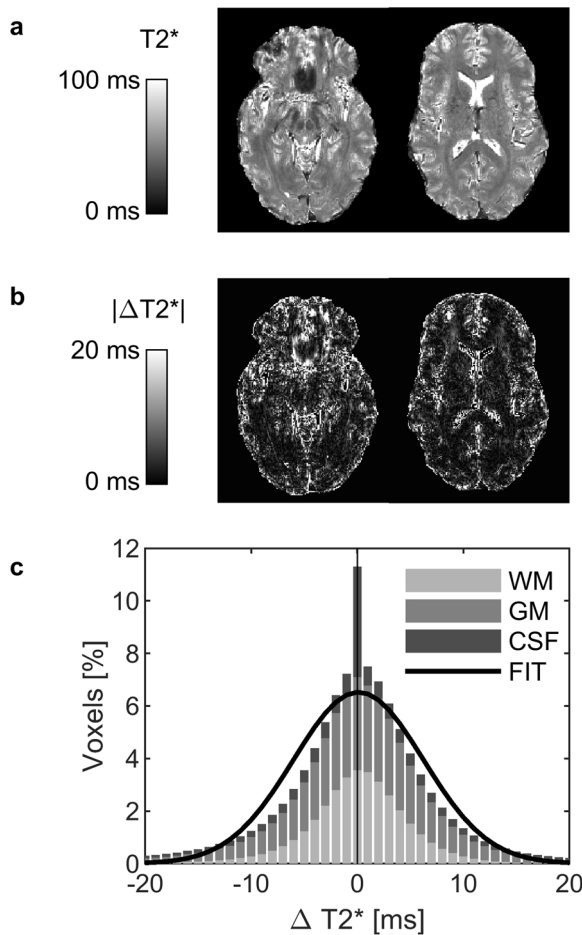 a
T2*
100 ms
0 ms
b
|ΔT2*|
20 ms
0 ms
c
12
10
8
6
4
2
0
Voxels [%]
WM
GM
CSF
FIT
-20
-10
0
10
20
Δ T2* [ms]